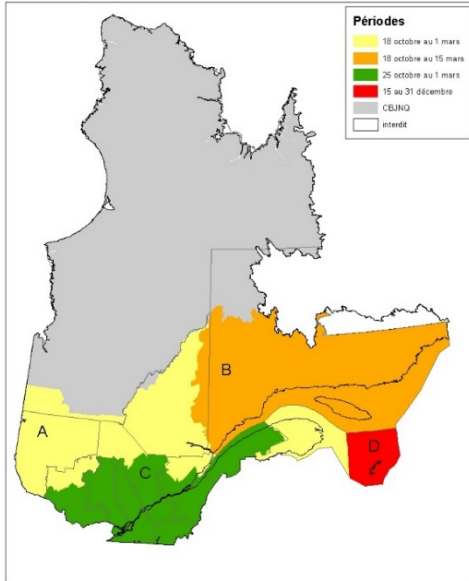 Périodes
18 octobre au 1 mars
18 octobre au 15 mars
25 octobre au 1 mars
15 au 31 décembre
CBJNQ
interdit
B
A
D
C